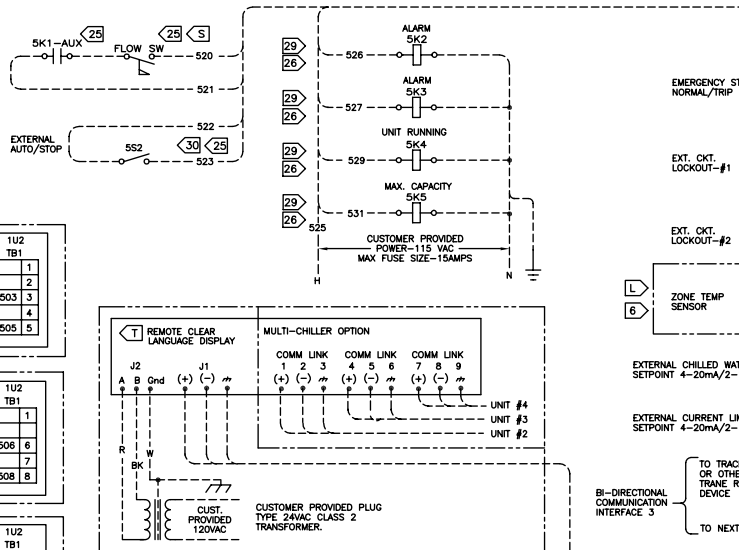 5K1-AUX
25
FLOW SW
25
S
520
521
522
EXTERNAL
AUTO/STOP
5S2
30
25
523
ALARM
5K2
29
26
526
ALARM
5K3
29
26
527
UNIT RUNNING
5K4
29
26
529
MAX. CAPACITY
5K5
29
26
525
531
CUSTOMER PROVIDED
POWER-115 VAC
MAX FUSE SIZE-15AMPS
H
N
EMERGENCY ST
NORMAL/TRIP
EXT. CKT.
LOCKOUT-#1
EXT. CKT.
LOCKOUT-#2
L
6
ZONE TEMP
SENSOR
EXTERNAL CHILLED WAT
SETPOINT 4-20mA/2-
EXTERNAL CURRENT LIM
SETPOINT 4-20mA/2-
BI-DIRECTIONAL
COMMUNICATION
INTERFACE 3
TO TRACE
OR OTHE
TRANE R
DEVICE
TO NEXT
1U2
TB1
1
2
503 3
4
505 5
1U2
TB1
1
506 6
7
508 8
1U2
TB1
T
REMOTE CLEAR
LANGUAGE DISPLAY
MULTI-CHILLER OPTION
J2
A B Gnd
J1
(+) (-)
COMM LINK
1 2 3
(+) (-)
COMM LINK
4 5 6
(+) (-)
COMM LINK
7 8 9
(+) (-)
UNIT #4
UNIT #3
UNIT #2
R
BK
W
CUST.
PROVIDED
120VAC
CUSTOMER PROVIDED PLUG
TYPE 24VAC CLASS 2
TRANSFORMER.